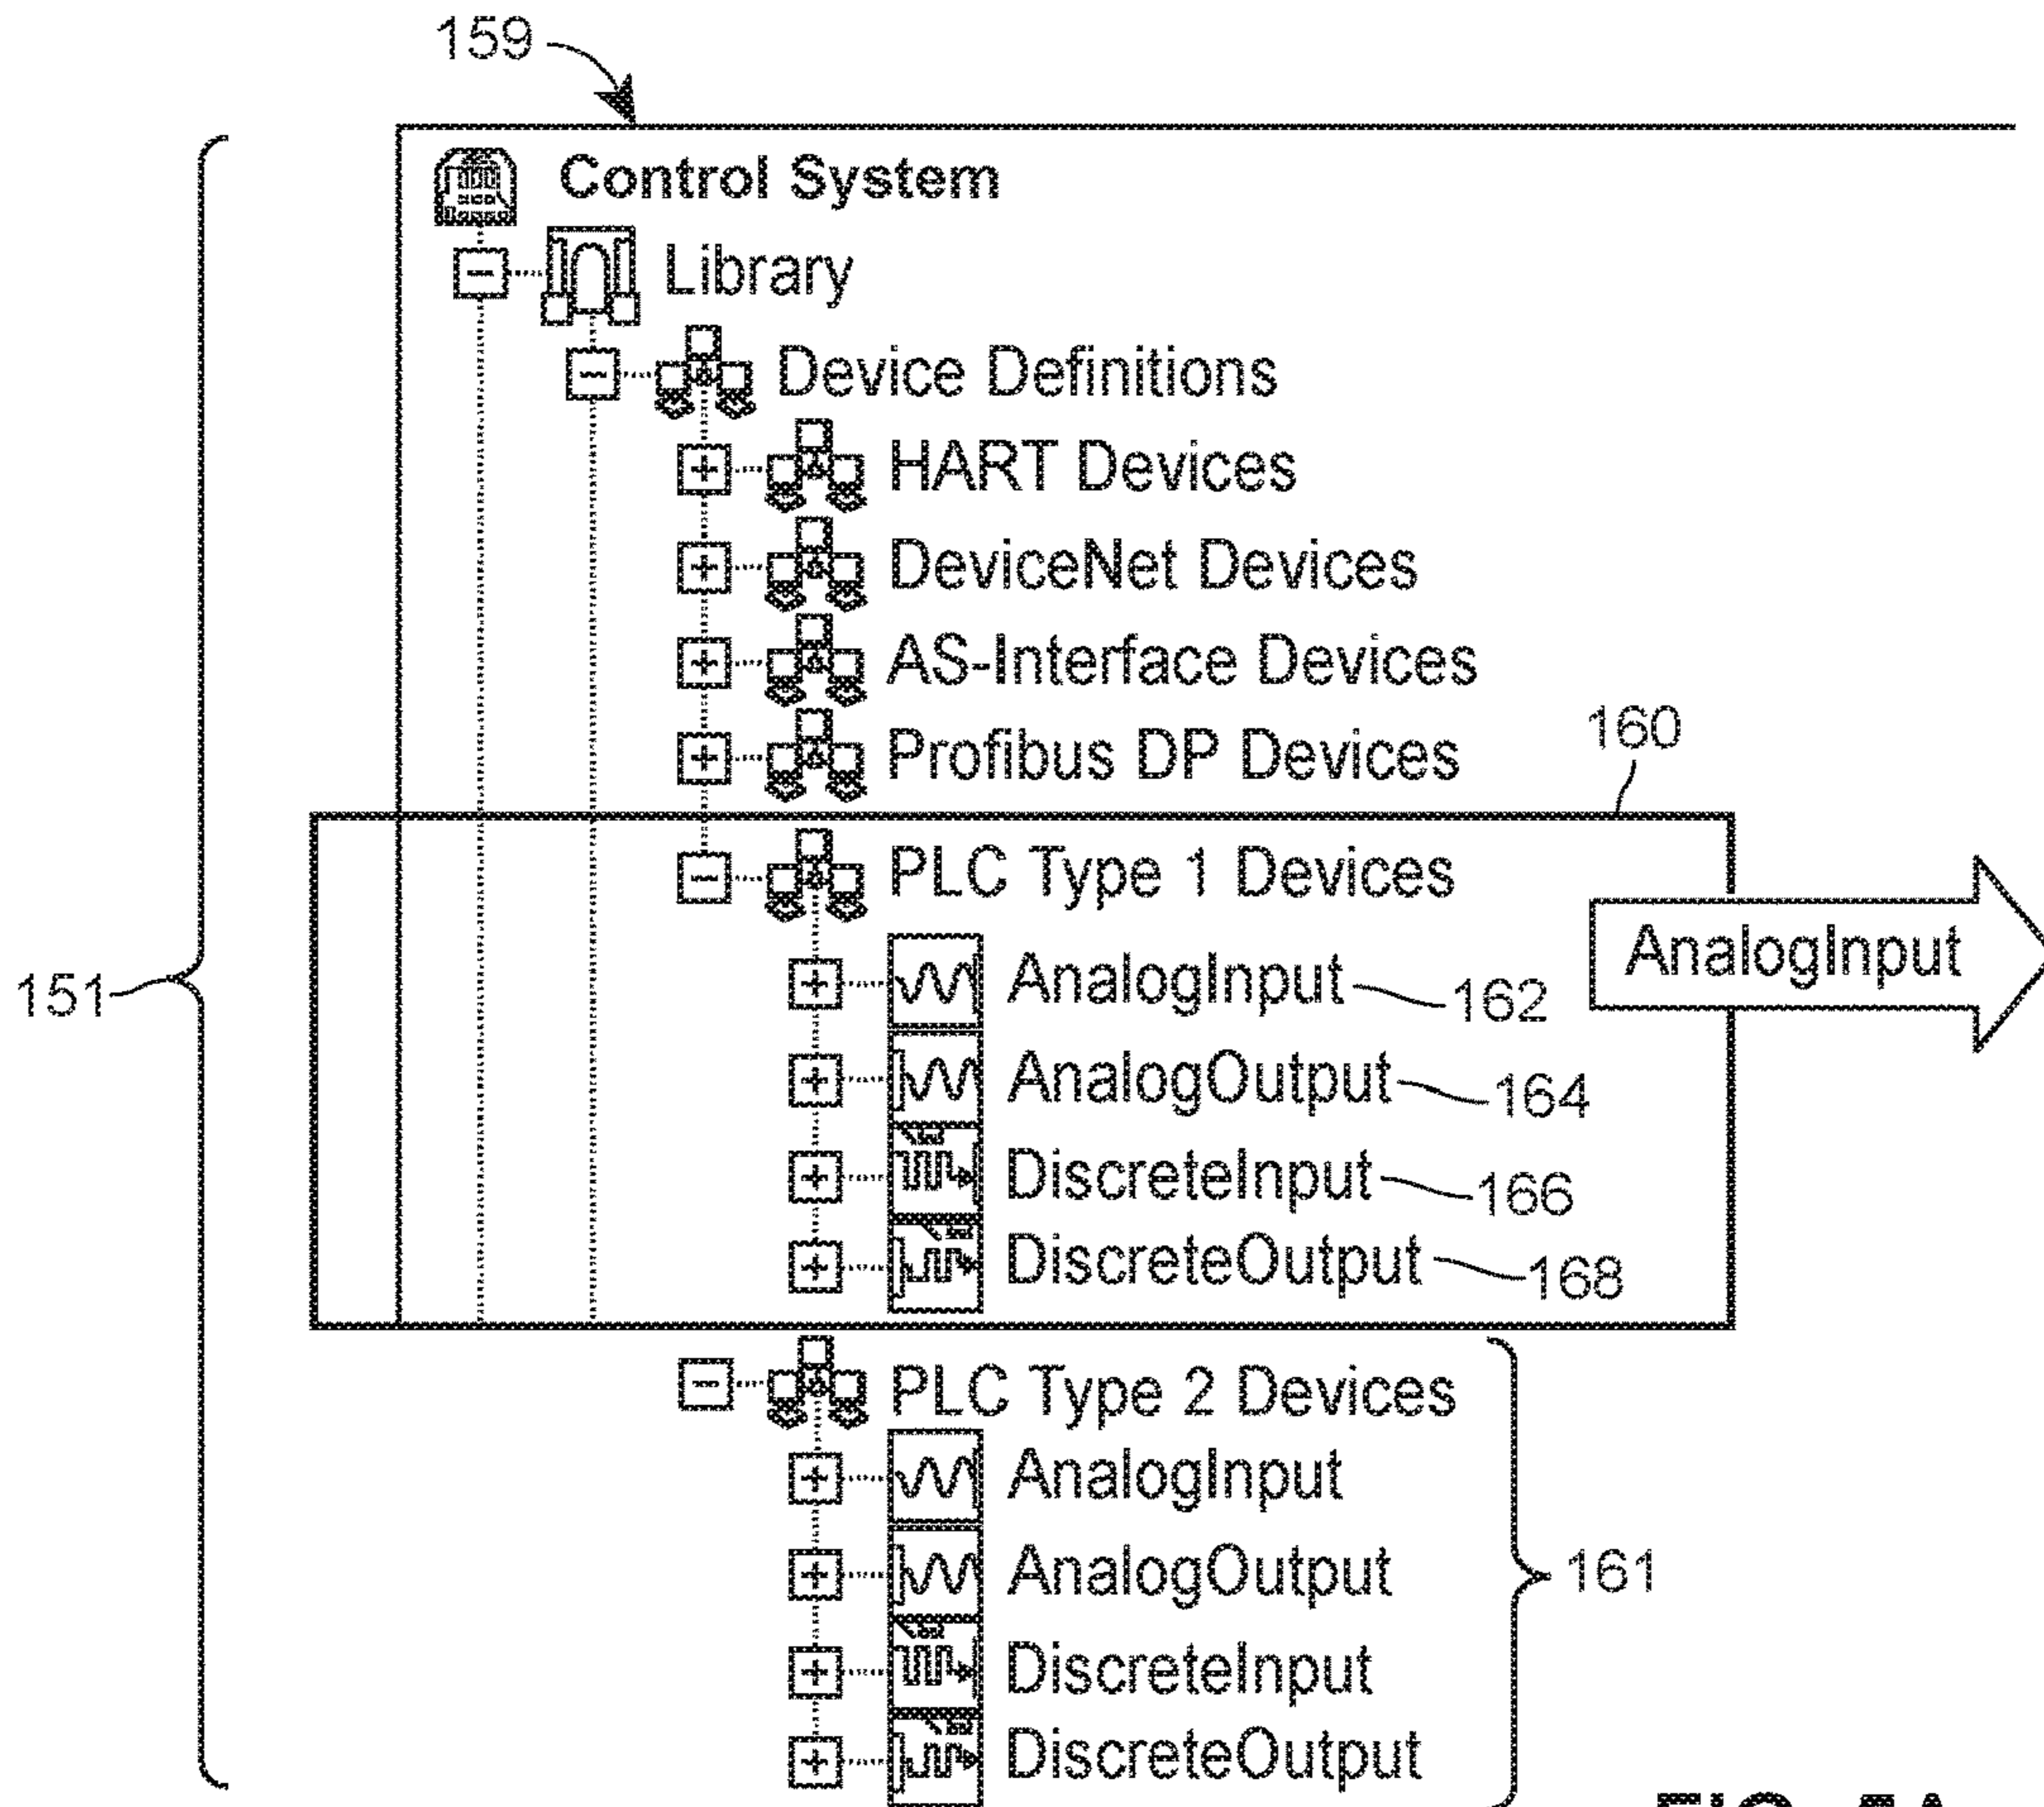 159
Control System
Library
Device Definitions
HART Devices
DeviceNet Devices
AS-Interface Devices
Profibus DP Devices
160
PLC Type 1 Devices
AnalogInput
AnalogInput 162
151
AnalogOutput 164
DiscreteInput 166
DiscreteOutput 168
PLC Type 2 Devices
AnalogInput
AnalogOutput
161
DiscreteInput
DiscreteOutput